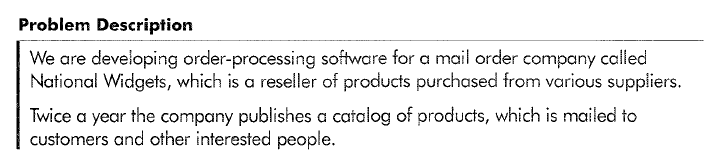 Problem Description
We are developing order-processing software for a mail order company called
National Widgets, which is a reseller of products purchased from various suppliers.
Twice a year the company publishes a catalog of products, which is mailed to
customers and other interested people.